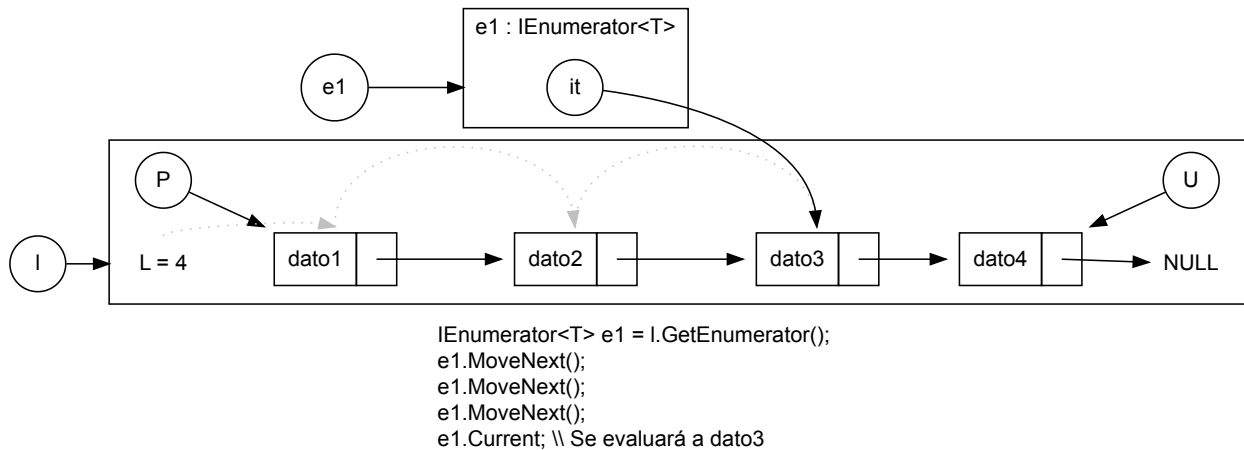 e1 : IEnumerator<T>
e1
it
P
U
l
L = 4
dato1
dato2
dato3
dato4
NULL
IEnumerator<T> e1 = l.GetEnumerator();
e1.MoveNext();
e1.MoveNext();
e1.MoveNext();
e1.Current; \\ Se evaluará a dato3